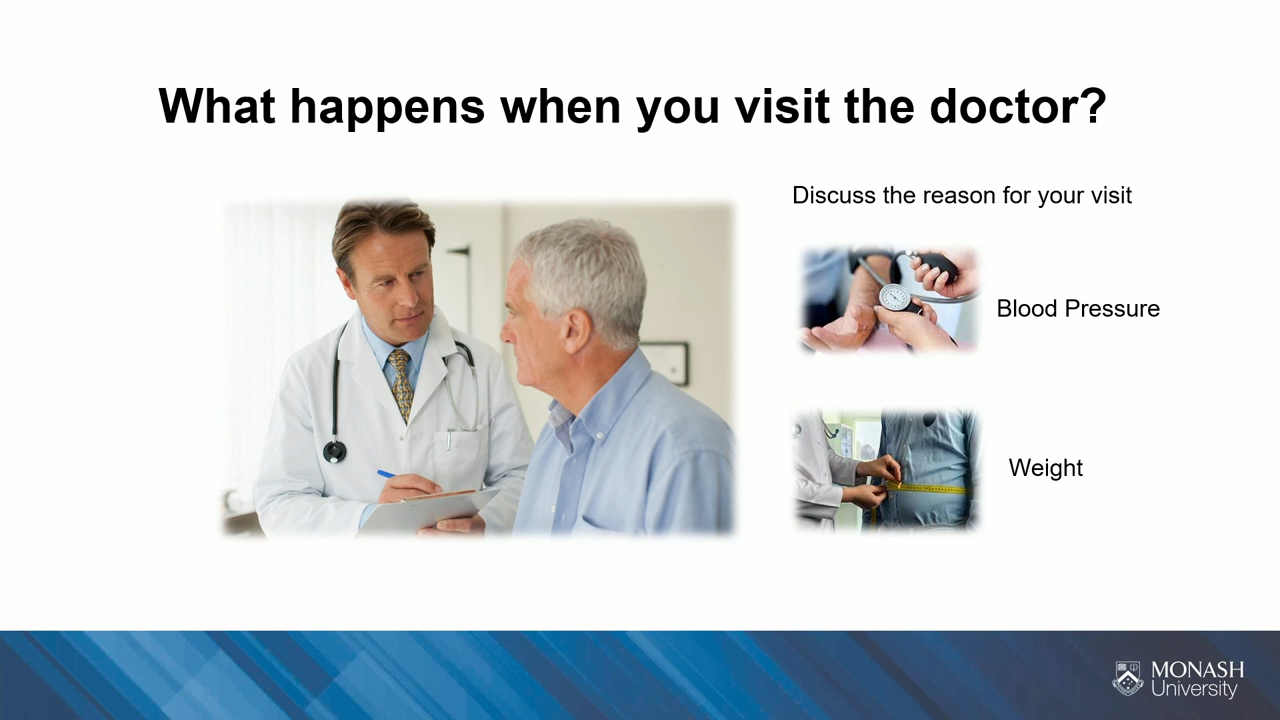 What happens when you visit the doctor?
Discuss the reason for your visit
Blood Pressure
Weight
MONASH
University